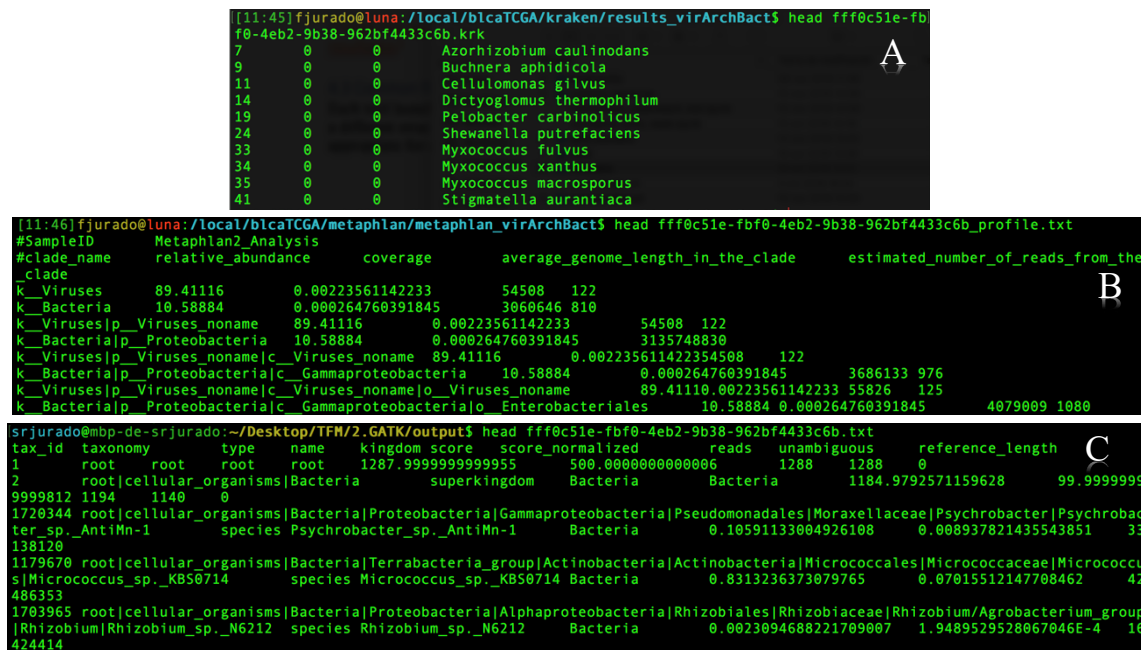 [11:45]fjurado@luna:/local/blcaTCGA/kraken/results_virArchBact$ head fff0c51e-fb
f0-4eb2-9b38-962bf4433c6b.krk
7 0 0 Azorhizobium caulinodans
9 0 0 Buchnera aphidicola
11 0 0 Cellulomonas gilvus
14 0 0 Dictyoglomus thermophilum
19 0 0 Pelobacter carbinolicus
24 0 0 Shewanella putrefaciens
33 0 0 Myxococcus fulvus
34 0 0 Myxococcus xanthus
35 0 0 Myxococcus macrosporus
41 0 0 Stigmatella aurantiaca
A
[11:46]fjurado@luna:/local/blcaTCGA/metaphlan/metaphlan_virArchBact$ head fff0c51e-fbf0-4eb2-9b38-962bf4433c6b_profile.txt
#SampleID Metaphlan2_Analysis
#clade_name relative_abundance coverage average_genome_length_in_the_clade estimated_number_of_reads_from_the
_clade
k__Viruses 89.41116 0.00223561142233 54508 122
k__Bacteria 10.58884 0.000264760391845 3060646 810
k__Viruses|p__Viruses_noname 89.41116 0.00223561142233 54508 122
k__Bacteria|p__Proteobacteria 10.58884 0.000264760391845 3135748830
k__Viruses|p__Viruses_noname|c__Viruses_noname 89.41116 0.002235611422354508 122
k__Bacteria|p__Proteobacteria|c__Gammaproteobacteria 10.58884 0.000264760391845 3686133 976
k__Viruses|p__Viruses_noname|c__Viruses_noname|o__Viruses_noname 89.41110.00223561142233 55826 125
k__Bacteria|p__Proteobacteria|c__Gammaproteobacteria|o__Enterobacteriales 10.58884 0.000264760391845 4079009 1080
B
[srjurado@mbp-de-srjurado:~/Desktop/TFM/2.GATK/output$ head fff0c51e-fbf0-4eb2-9b38-962bf4433c6b.txt
tax_id taxonomy type name kingdom score score_normalized reads unambiguous reference_length
1 root root root root 1287.9999999999955 500.0000000000006 1288 1288 0
2 root|cellular_organisms|Bacteria superkingdom Bacteria Bacteria 1184.9792571159628 99.9999999
9999812 1194 1140 0
1720344 root|cellular_organisms|Bacteria|Proteobacteria|Gammaproteobacteria|Pseudomonadales|Moraxellaceae|Psychrobacter|Psychrobac
ter_sp._AntiMn-1 species Psychrobacter_sp._AntiMn-1 Bacteria 0.10591133004926108 0.008937821435543851 33
138120
1179670 root|cellular_organisms|Bacteria|Terrabacteria_group|Actinobacteria|Actinobacteria|Micrococcales|Micrococcaceae|Micrococcu
s|Micrococcus_sp._KBS0714 species Micrococcus_sp._KBS0714 Bacteria 0.8313236373079765 0.07015512147708462 42
486353
1703965 root|cellular_organisms|Bacteria|Proteobacteria|Alphaproteobacteria|Rhizobiales|Rhizobiaceae|Rhizobium/Agrobacterium_group
|Rhizobium|Rhizobium_sp._N6212 species Rhizobium_sp._N6212 Bacteria 0.0023094688221709007 1.9489529528067046E-4 16
424414
C